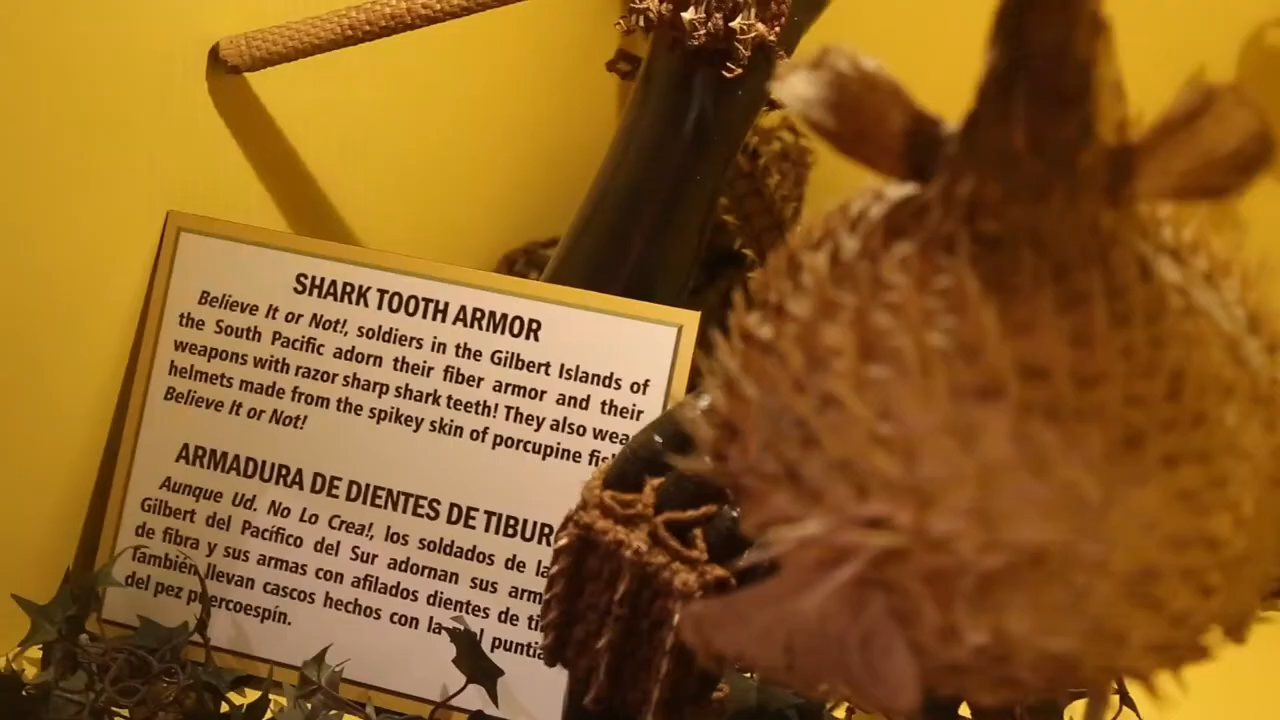 SHARK TOOTH ARMOR
Believe It or Not!, soldiers in the Gilbert Islands of
the South Pacific adorn their fiber armor and their
weapons with razor sharp shark teeth! They also wea
helmets made from the spikey skin of porcupine fis
Believe It or Not!
ARMADURA DE DIENTES DE TIBUR
Aunque Ud. No Lo Crea!, los soldados de la
Gilbert del Pacífico del Sur adornan sus arm
de fibra y sus armas con afilados dientes de ti
También llevan cascos hechos con la puntia
del pez puercoespín.